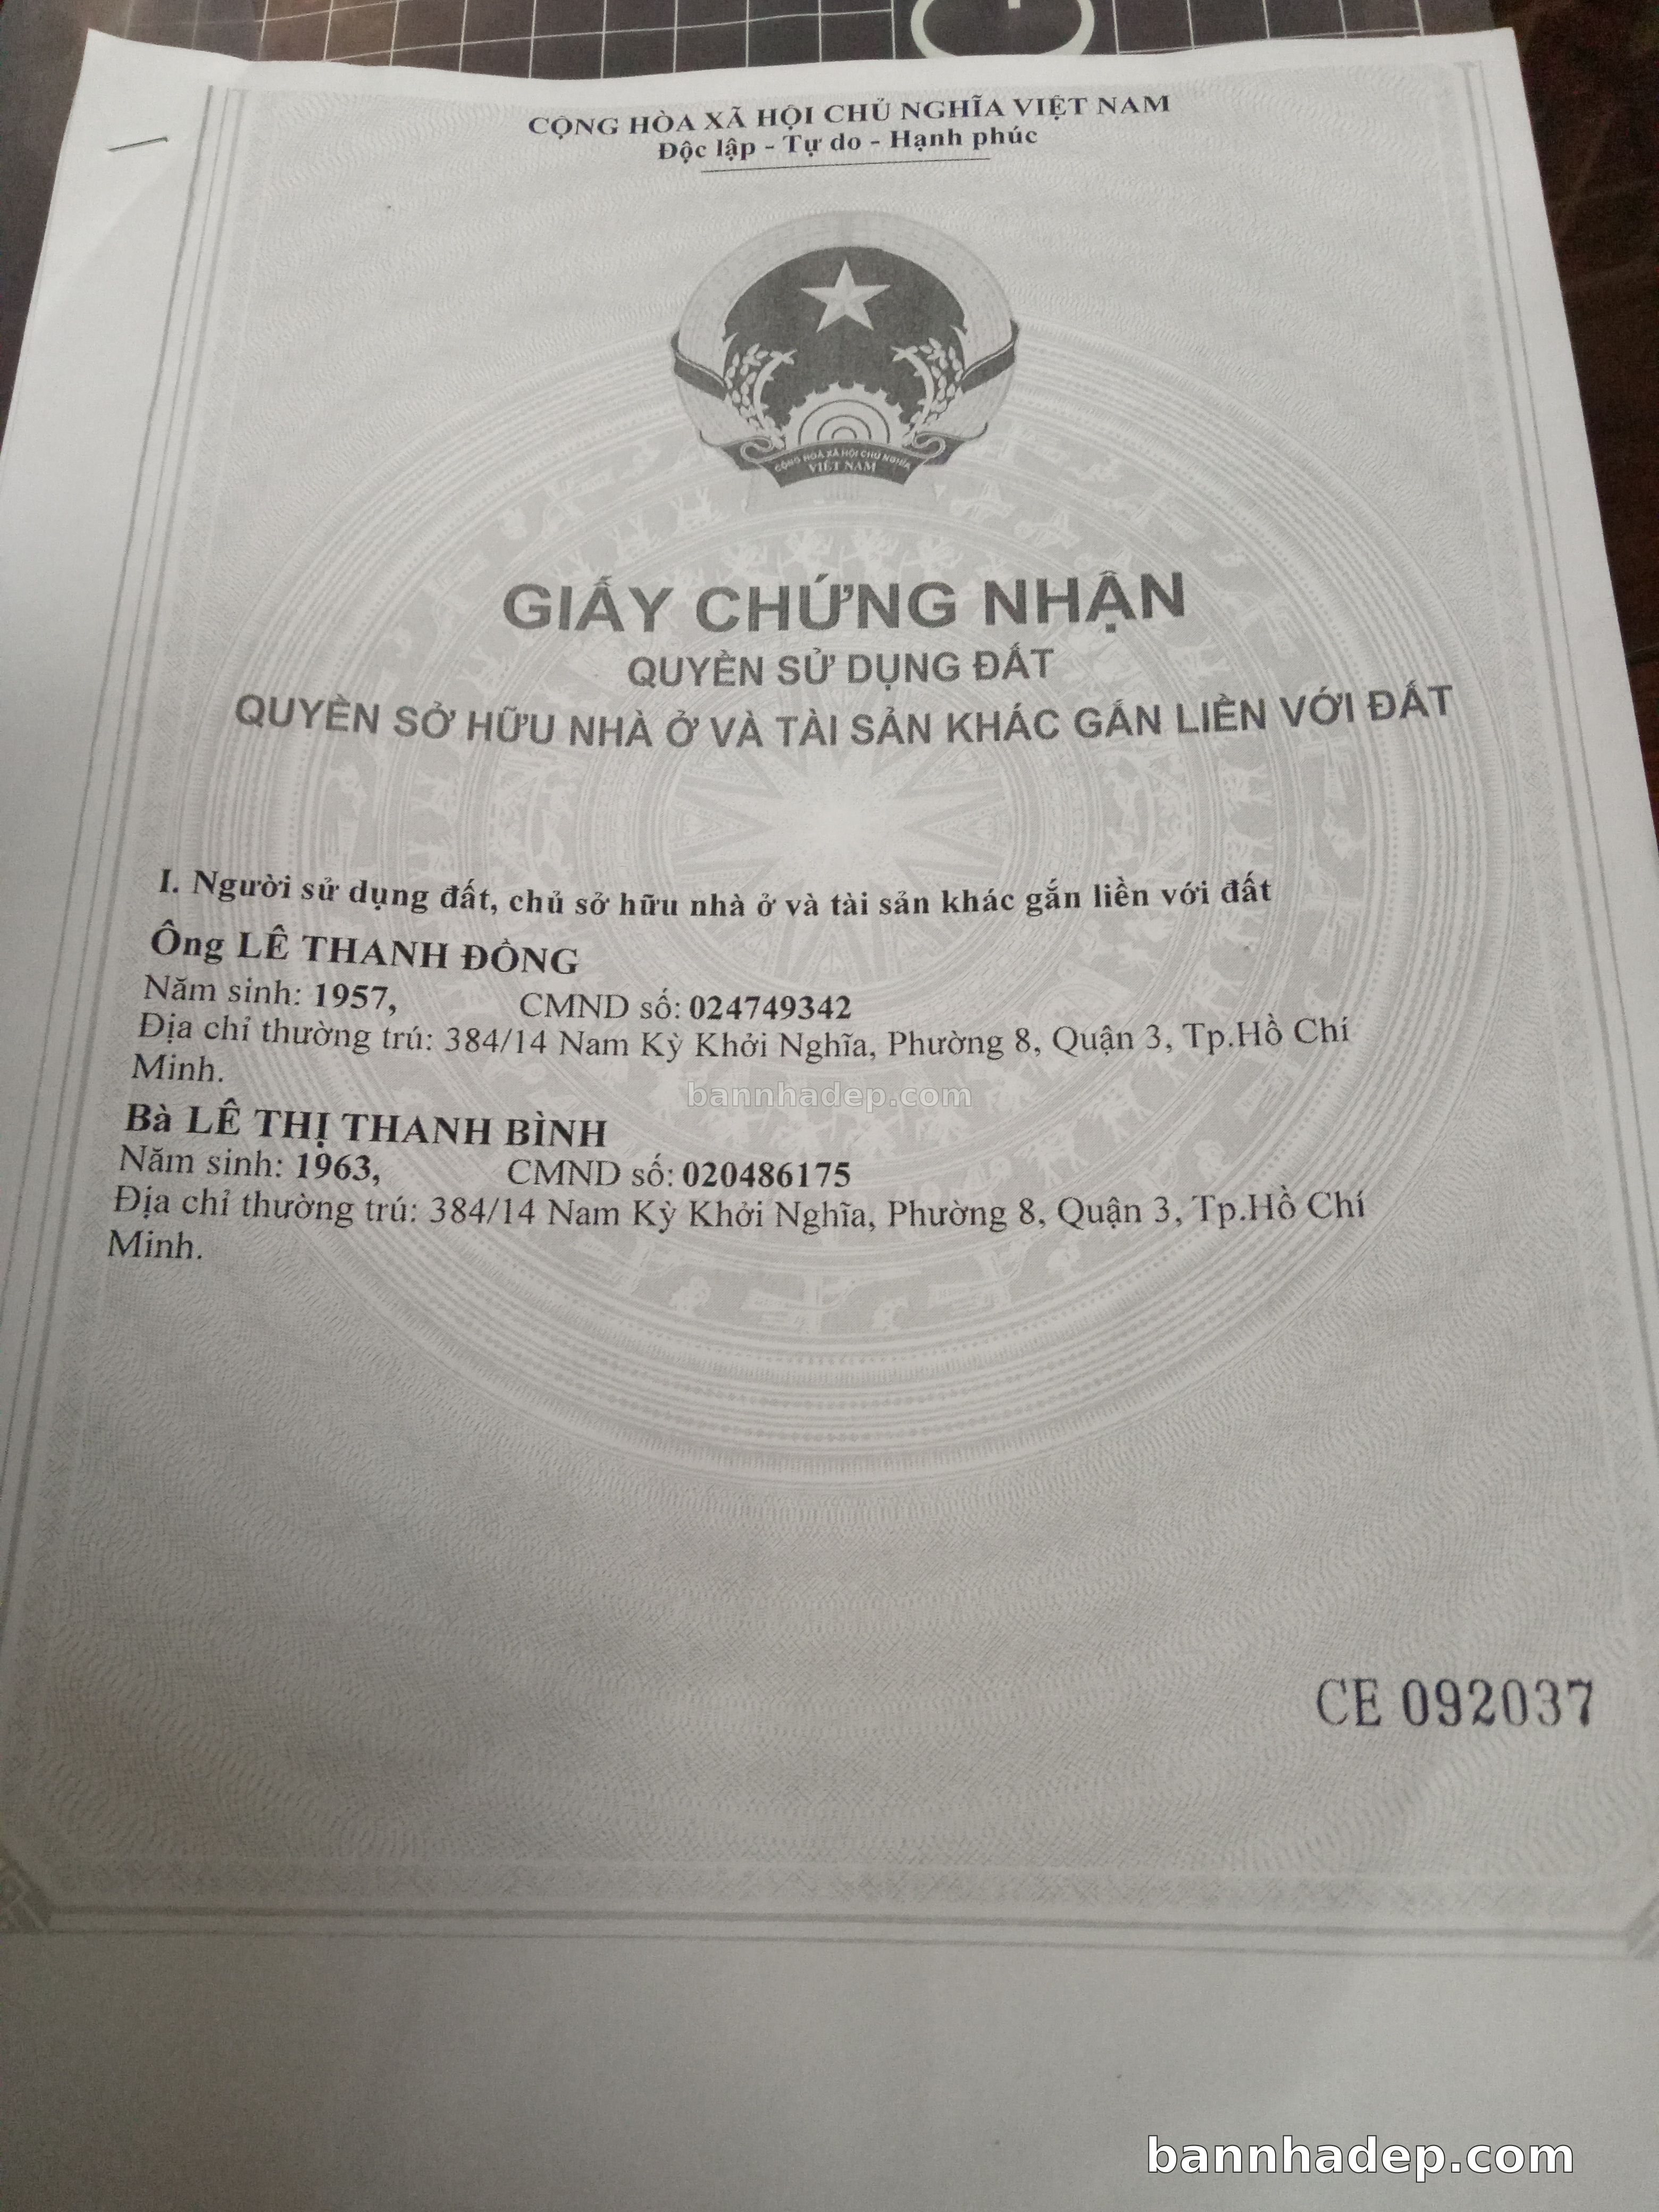 CỘNG HÒA XÃ HỘI CHỦ NGHĨA VIỆT NAM
Độc lập - Tự do - Hạnh phúc
CỘNG HOÀ XÃ HỘI CHỦ NGHĨA
VIỆT NAM
GIẤY CHỨNG NHẬN
QUYỀN SỬ DỤNG ĐẤT
QUYỀN SỞ HỮU NHÀ Ở VÀ TÀI SẢN KHÁC GẮN LIỀN VỚI ĐẤT
I. Người sử dụng đất, chủ sở hữu nhà ở và tài sản khác gắn liền với đất
Ông LÊ THANH ĐỒNG
Năm sinh: 1957, CMND số: 024749342
Địa chỉ thường trú: 384/14 Nam Kỳ Khởi Nghĩa, Phường 8, Quận 3, Tp.Hồ Chí
Minh.
bannhadep.com
Bà LÊ THỊ THANH BÌNH
Năm sinh: 1963, CMND số: 020486175
Địa chỉ thường trú: 384/14 Nam Kỳ Khởi Nghĩa, Phường 8, Quận 3, Tp.Hồ Chí
Minh.
CE 092037
bannhadep.com